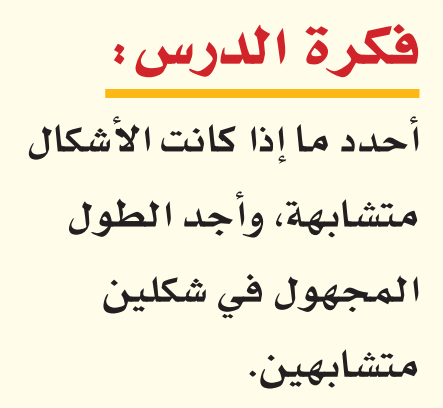 فكرة الدرس:
أحدد ما إذا كانت الأشكال
متشابهة، وأجد الطول
المجهول في شكلين
متشابهين.